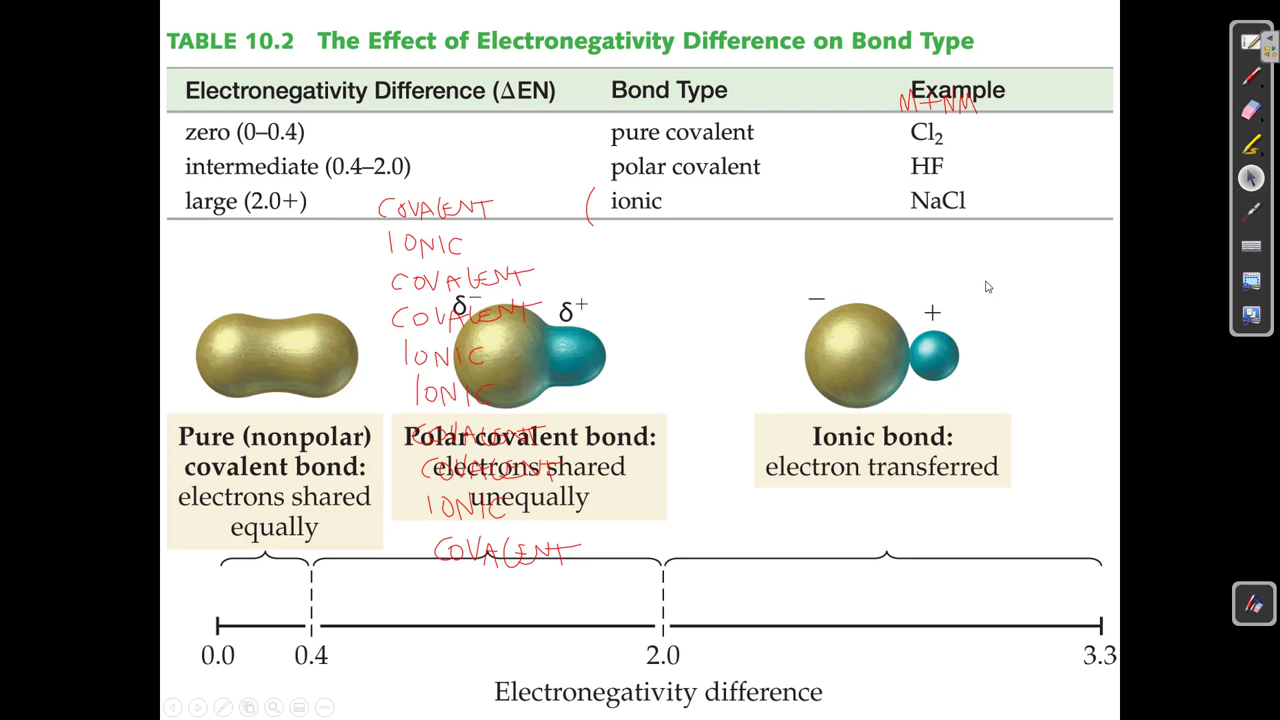 TABLE 10.2 The Effect of Electronegativity Difference on Bond Type
Electronegativity Difference (ΔEN) Bond Type Example
M+NM
zero (0–0.4) pure covalent Cl₂
intermediate (0.4–2.0) polar covalent HF
large (2.0+) ionic NaCl
COVALENT (
IONIC
COVALENT
COVALENT
IONIC
IONIC
COVALENT
COVALENT
IONIC
COVALENT
δ⁻ δ⁺
− +
Pure (nonpolar)
covalent bond:
electrons shared
equally
Polar covalent bond:
electrons shared
unequally
Ionic bond:
electron transferred
0.0 0.4 2.0 3.3
Electronegativity difference